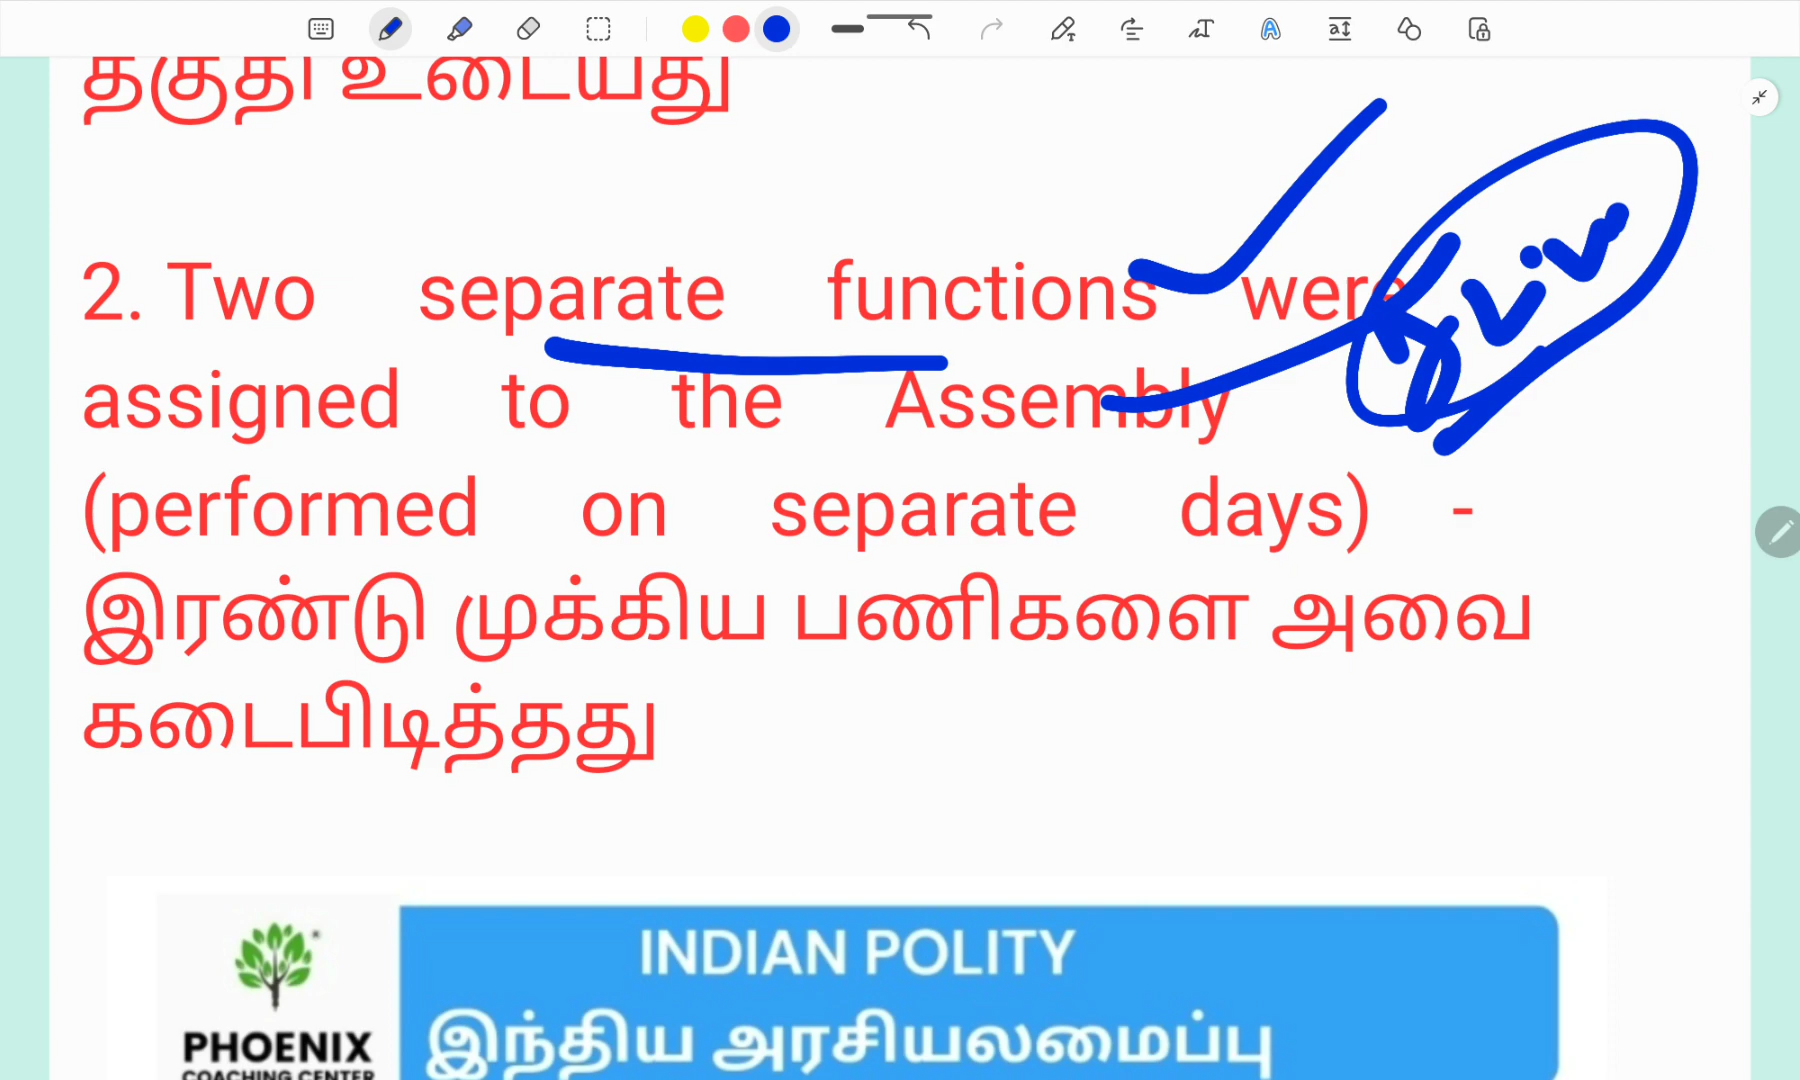 தகுதி உடையது
2. Two separate functions were
assigned to the Assembly
(performed on separate days) -
இரண்டு முக்கிய பணிகளை அவை
கடைபிடித்தது
INDIAN POLITY
இந்திய அரசியலமைப்பு
PHOENIX
COACHING CENTER